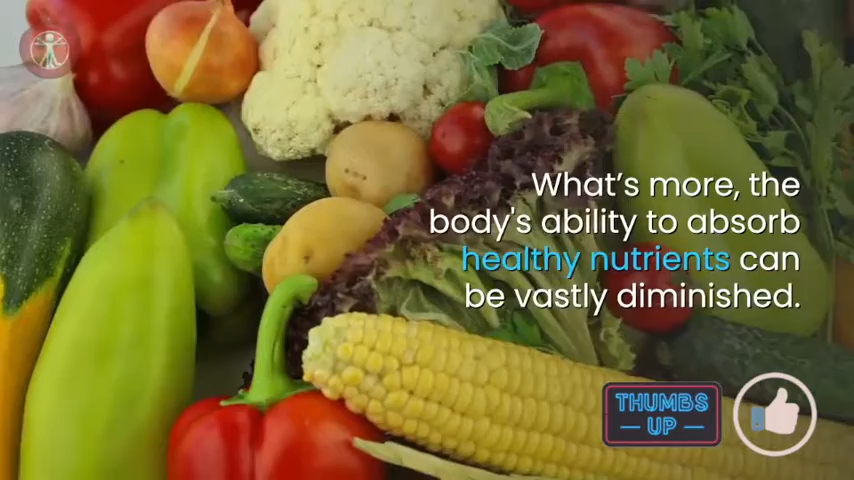 What’s more, the
body's ability to absorb
healthy nutrients can
be vastly diminished.
THUMBS
UP